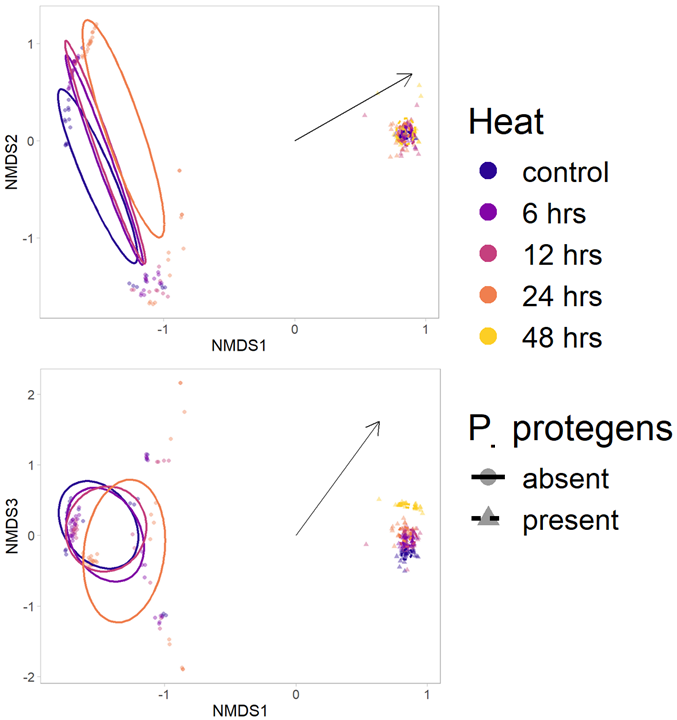 1
0
-1
NMDS2
-1
0
1
NMDS1
Heat
control
6 hrs
12 hrs
24 hrs
48 hrs
2
1
0
-1
-2
NMDS3
-1
0
1
NMDS1
P. protegens
absent
present